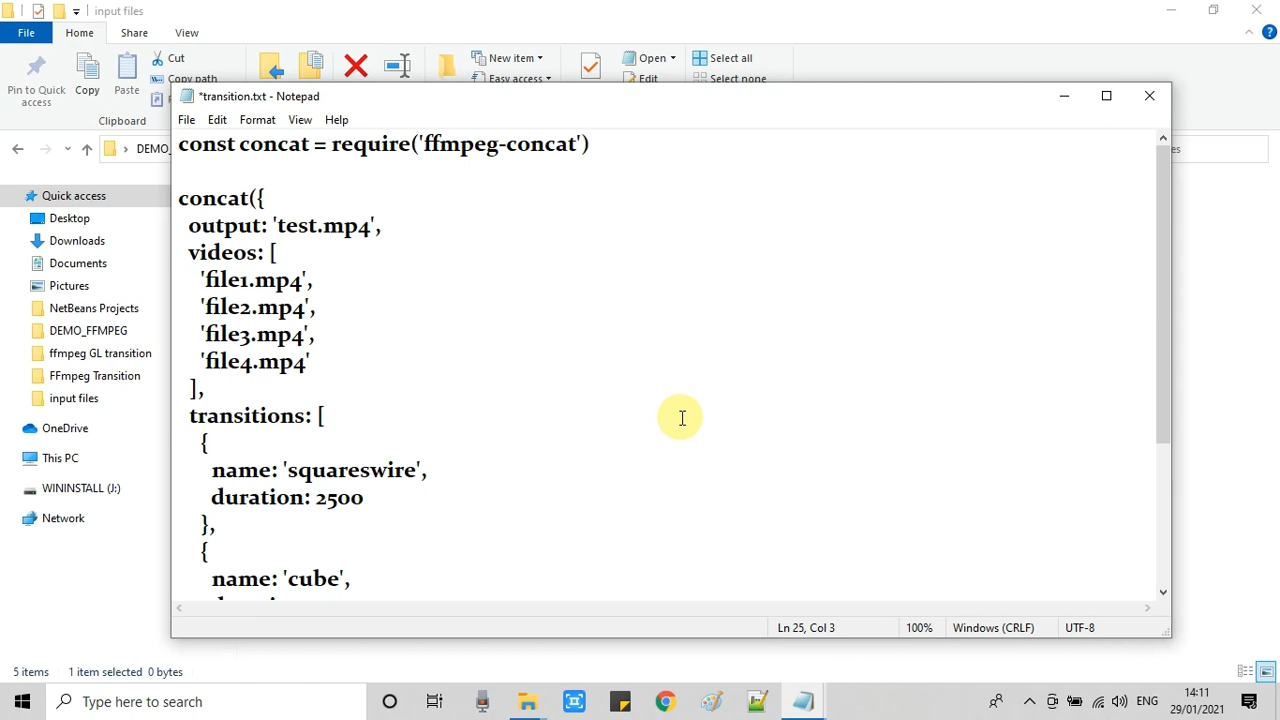 input files
File Home Share View
Pin to Quick access
Copy
Paste
Cut
Copy path
New item
Easy access
Open
Edit
Select all
Select none
Clipboard
DEMO_
*transition.txt - Notepad
File Edit Format View Help
const concat = require('ffmpeg-concat')
concat({
output: 'test.mp4',
videos: [
'file1.mp4',
'file2.mp4',
'file3.mp4',
'file4.mp4'
],
transitions: [
{
name: 'squareswire',
duration: 2500
},
{
name: 'cube',
Ln 25, Col 3 100% Windows (CRLF) UTF-8
Quick access
Desktop
Downloads
Documents
Pictures
NetBeans Projects
DEMO_FFMPEG
ffmpeg GL transition
FFmpeg Transition
input files
OneDrive
This PC
WININSTALL (J:)
Network
5 items 1 item selected 0 bytes
Type here to search
ENG
14:11
29/01/2021